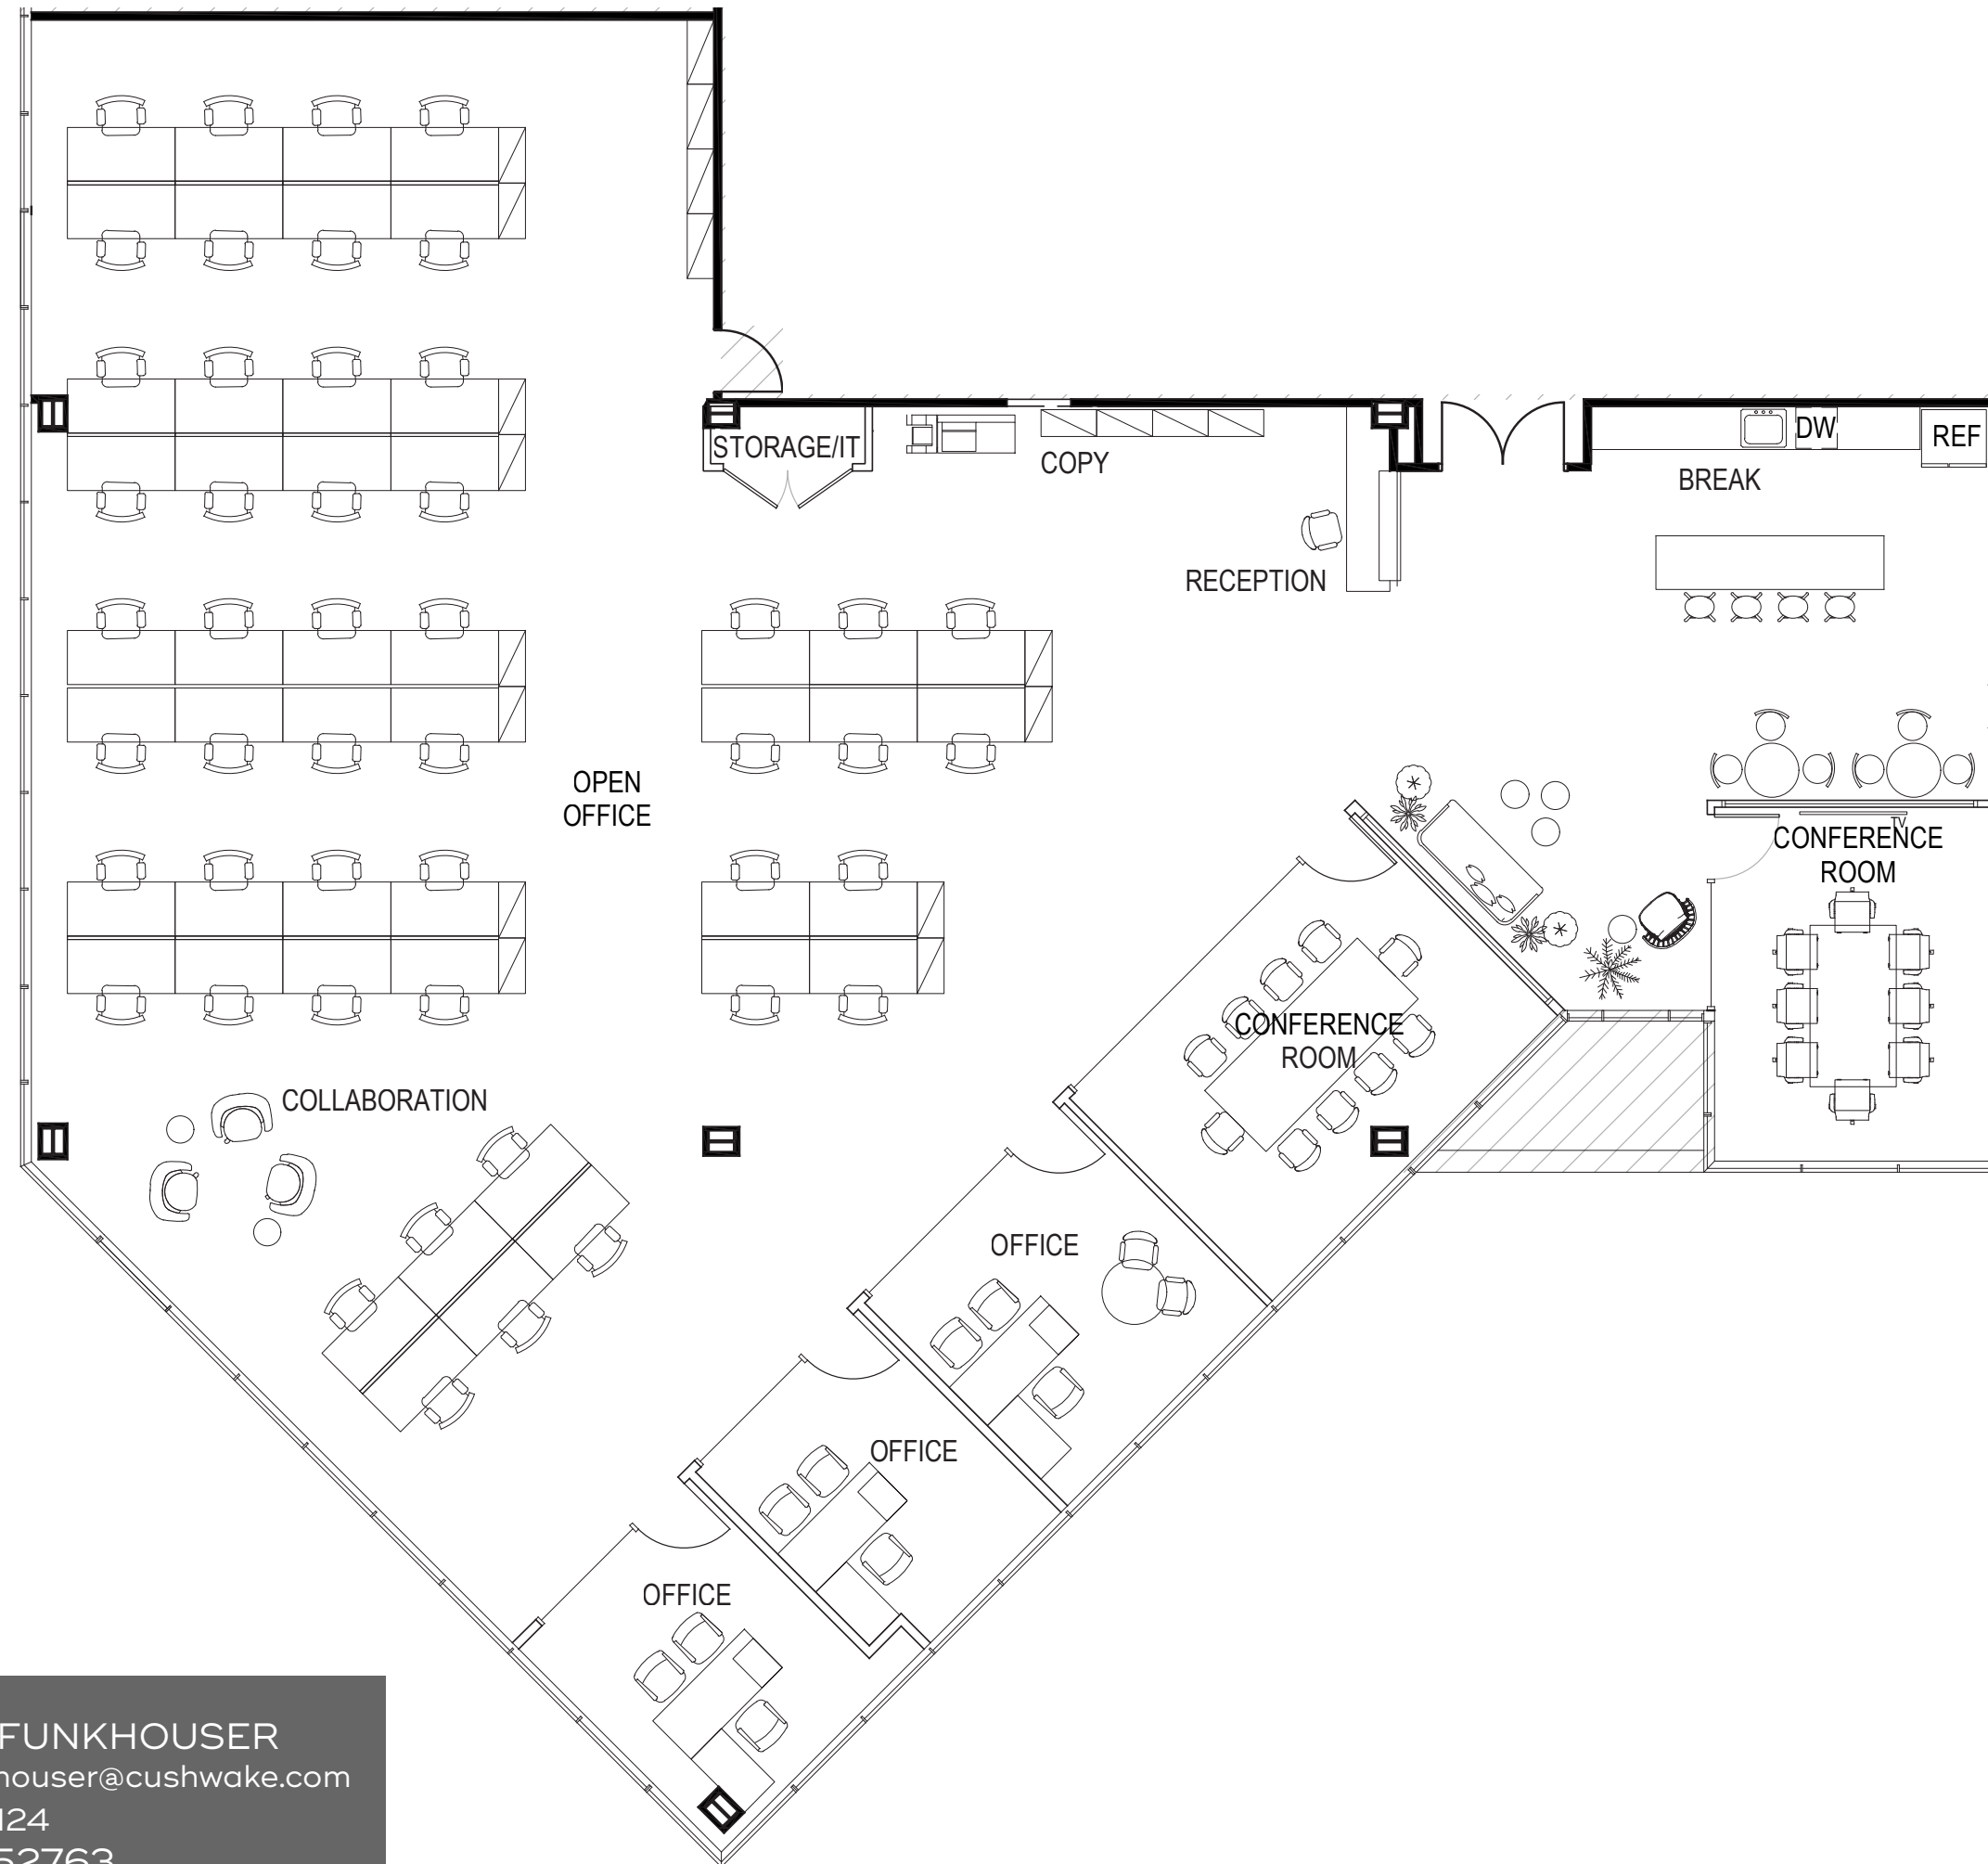 STORAGE/IT
COPY
DW
REF
BREAK
RECEPTION
OPEN
OFFICE
TV
CONFERENCE
ROOM
CONFERENCE
ROOM
COLLABORATION
OFFICE
OFFICE
OFFICE
FUNKHOUSER
houser@cushwake.com
124
52763